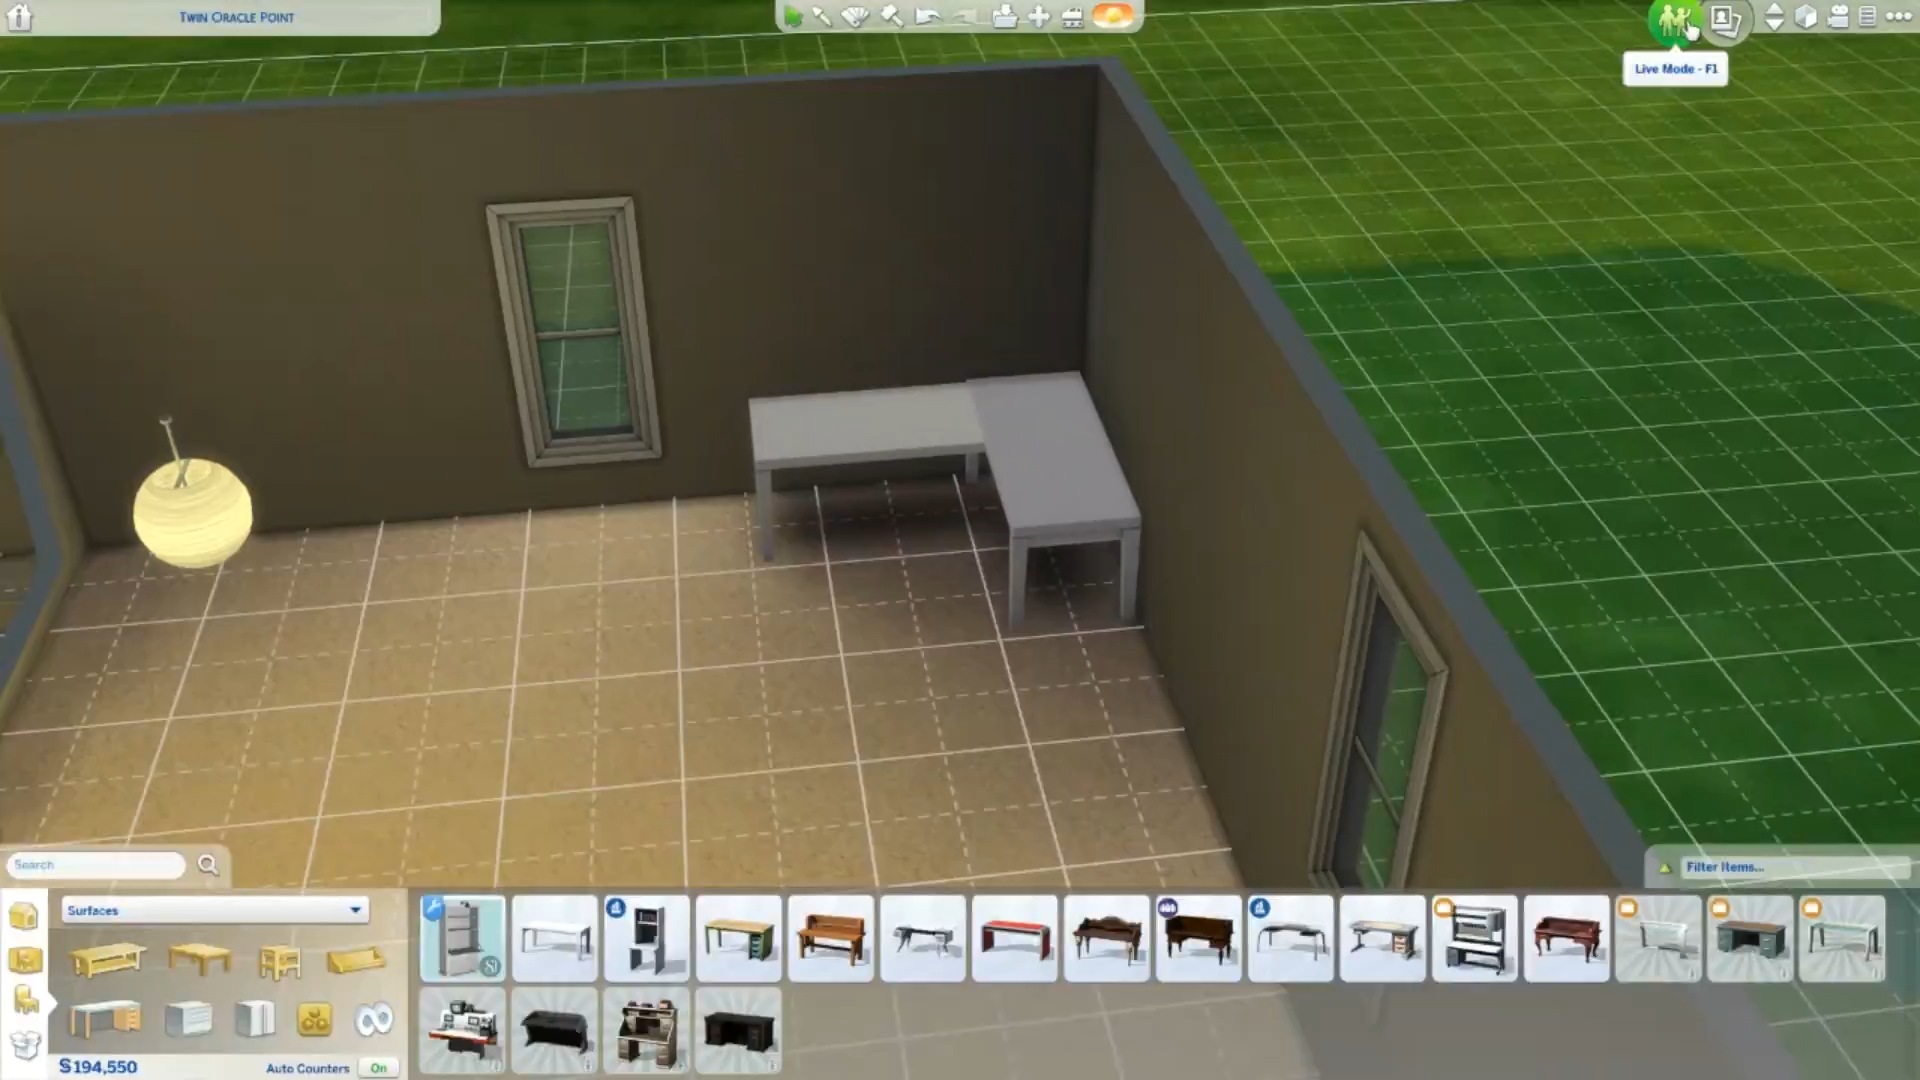 Twin Oracle Point
Live Mode - F1
Search
Filter Items...
Surfaces
§194,550
Auto Counters
On